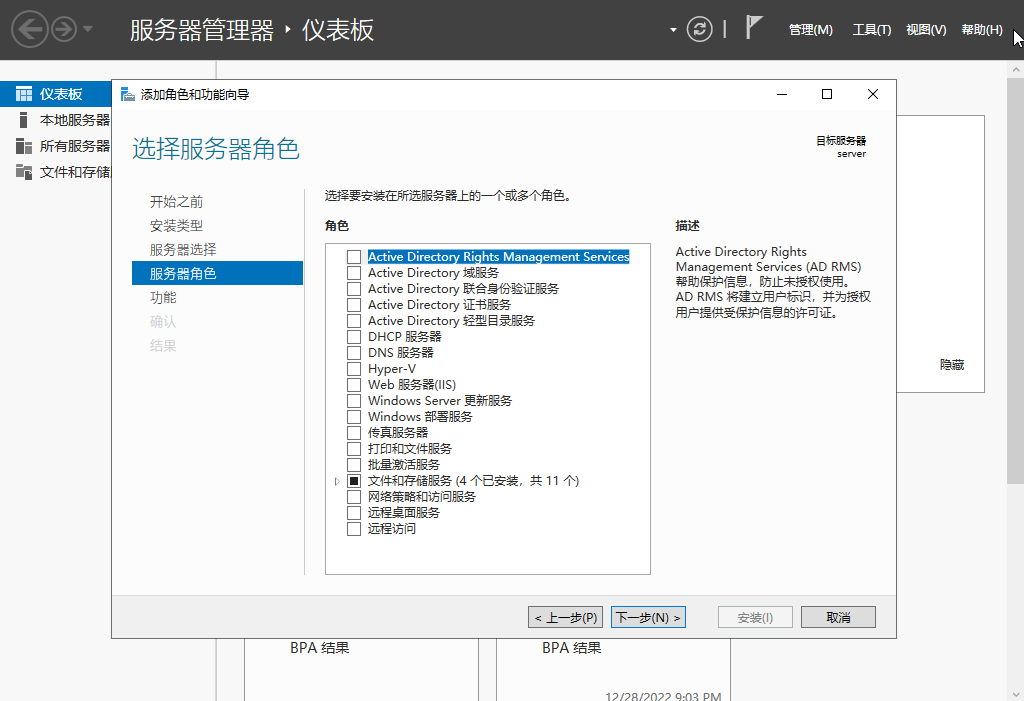 服务器管理器 ‣ 仪表板
管理(M) 工具(T) 视图(V) 帮助(H)
仪表板
本地服务器
所有服务器
文件和存储
添加角色和功能向导
选择服务器角色
目标服务器
server
开始之前
安装类型
服务器选择
服务器角色
功能
确认
结果
选择要安装在所选服务器上的一个或多个角色。
角色
Active Directory Rights Management Services
Active Directory 域服务
Active Directory 联合身份验证服务
Active Directory 证书服务
Active Directory 轻型目录服务
DHCP 服务器
DNS 服务器
Hyper-V
Web 服务器(IIS)
Windows Server 更新服务
Windows 部署服务
传真服务器
打印和文件服务
批量激活服务
文件和存储服务 (4 个已安装，共 11 个)
网络策略和访问服务
远程桌面服务
远程访问
描述
Active Directory Rights
Management Services (AD RMS)
帮助保护信息，防止未授权使用。
AD RMS 将建立用户标识，并为授权
用户提供受保护信息的许可证。
隐藏
< 上一步(P) 下一步(N) > 安装(I) 取消
BPA 结果
BPA 结果
12/28/2022 9:03 PM